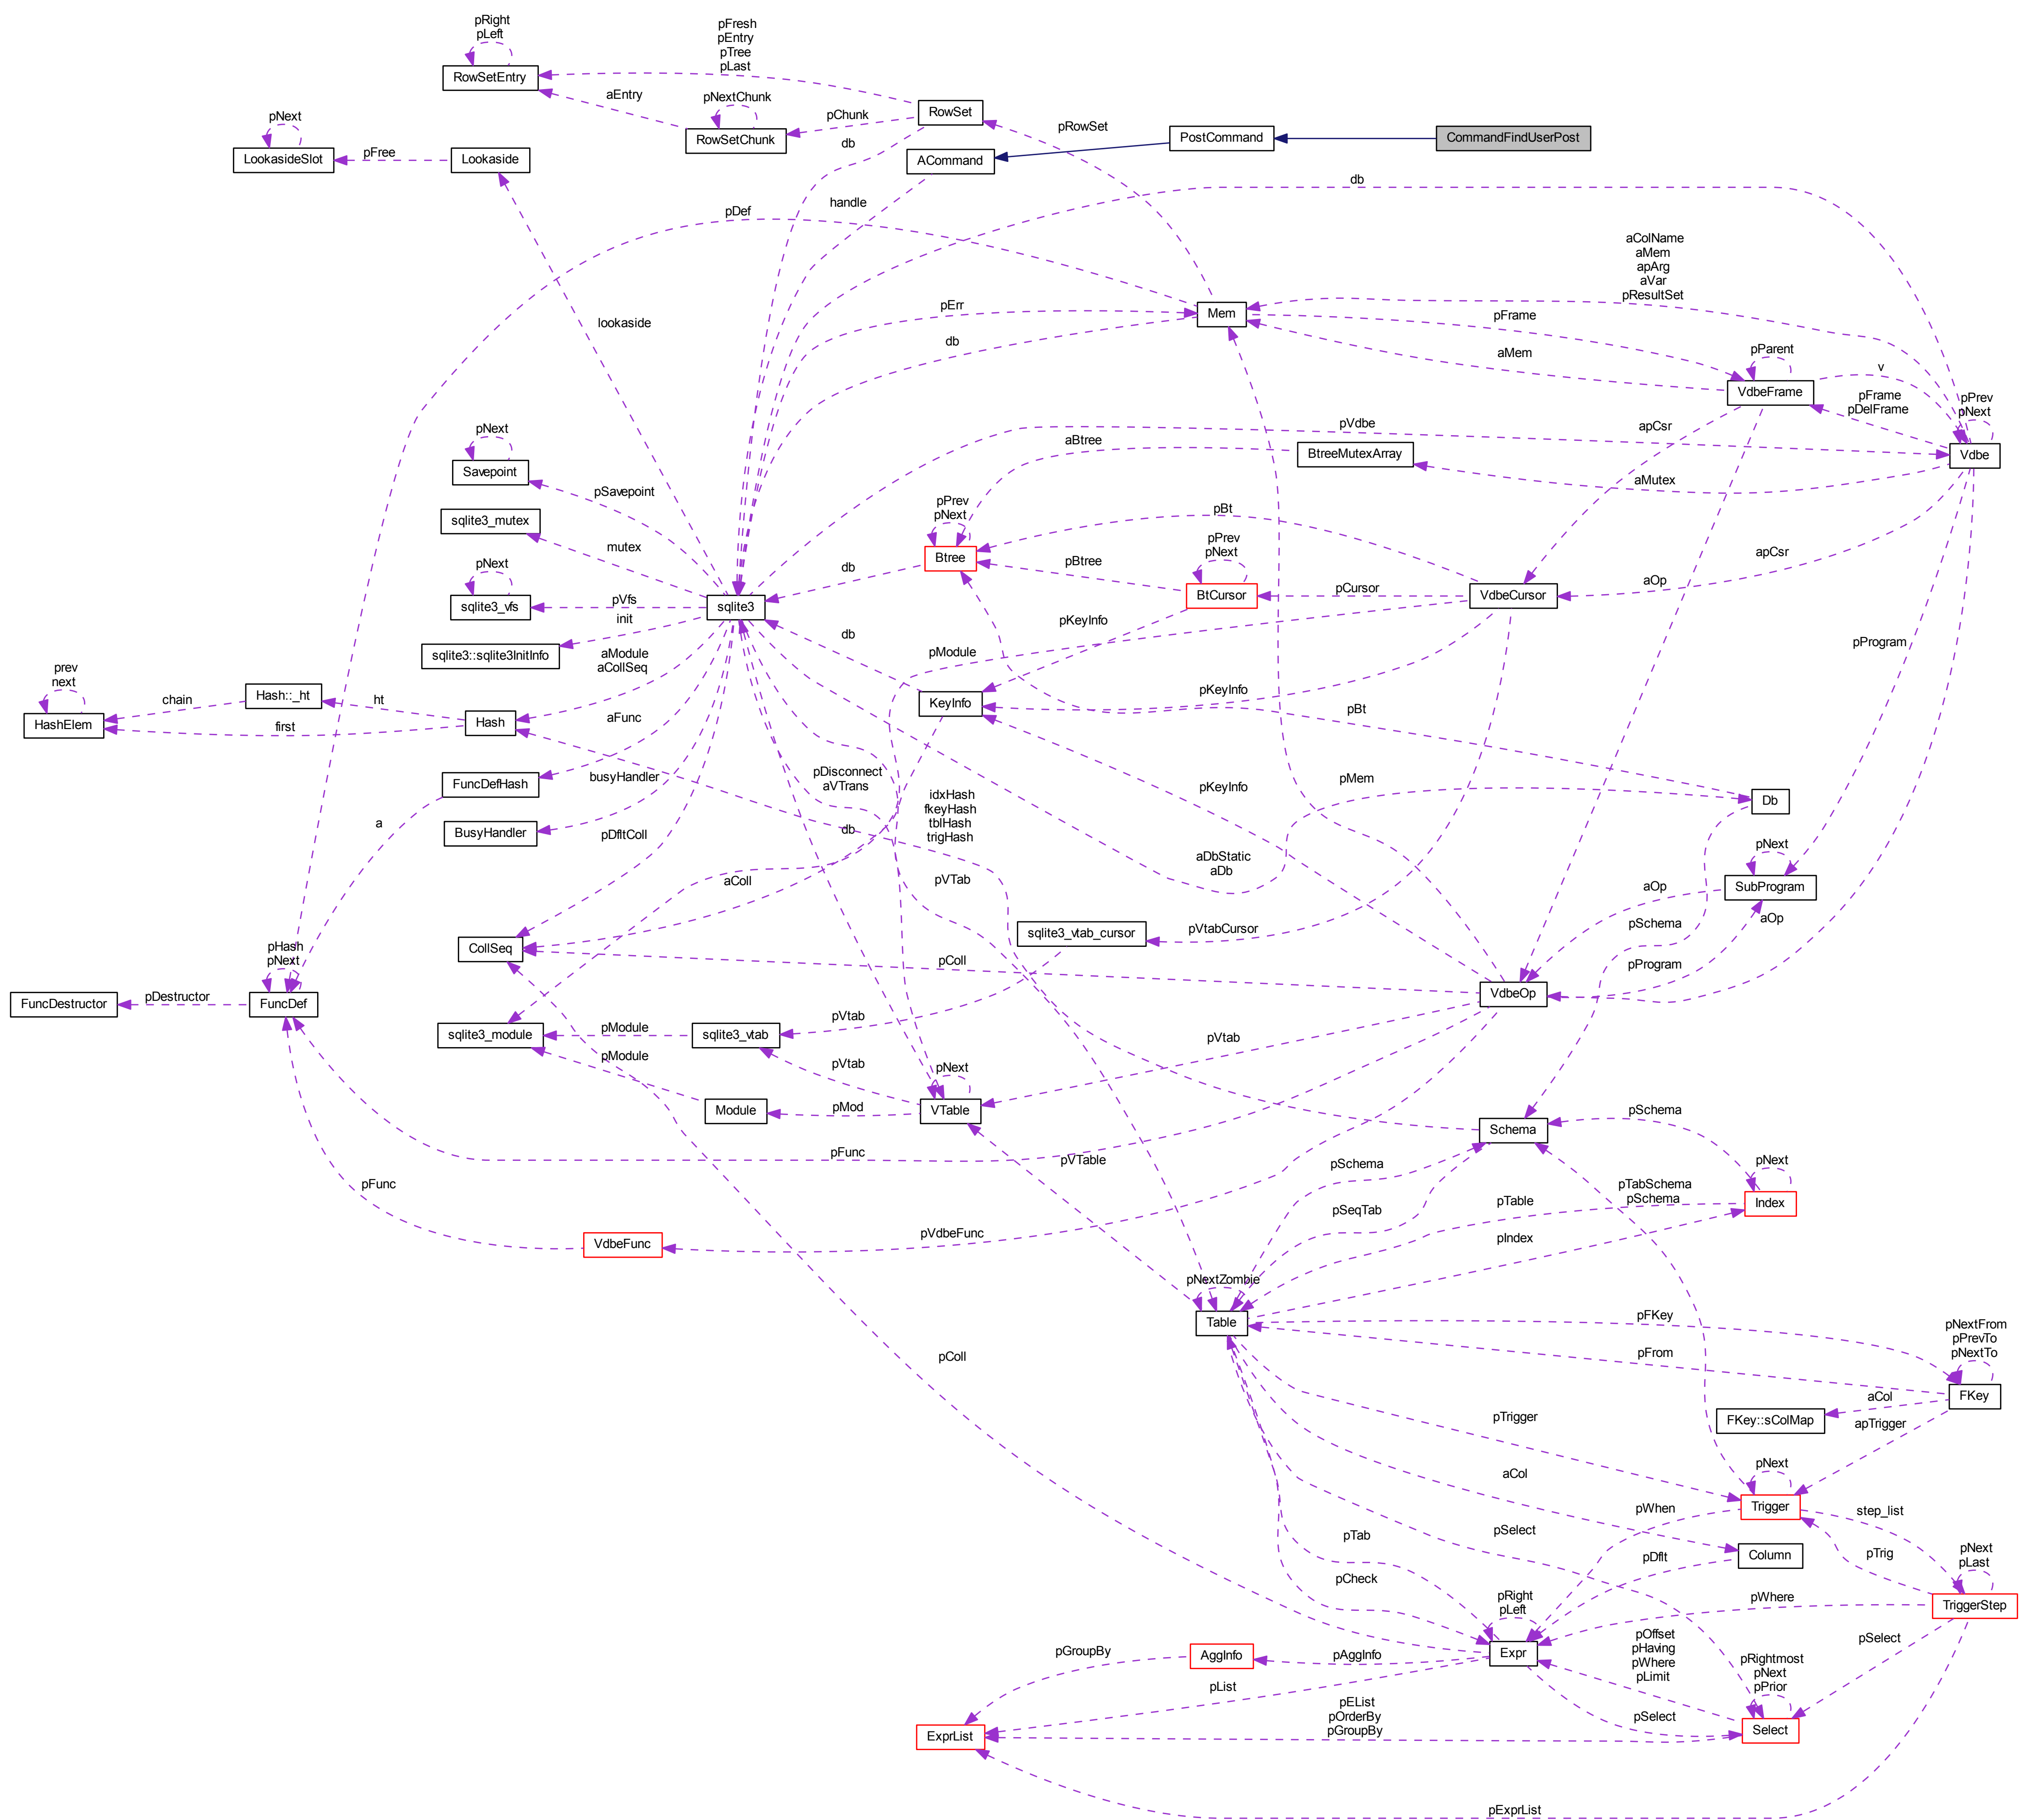 pRight
pLeft
RowSetEntry
pFresh
pEntry
pTree
pLast
aEntry
pNextChunk
RowSetChunk
pChunk
RowSet
pRowSet
PostCommand
CommandFindUserPost
pNext
LookasideSlot
pFree
Lookaside
db
ACommand
handle
db
pDef
lookaside
aColName
aMem
apArg
aVar
pResultSet
pErr
Mem
pFrame
db
aMem
pParent
VdbeFrame
v
pFrame
pDelFrame
pPrev
pNext
Vdbe
pVdbe
apCsr
pNext
Savepoint
pSavepoint
aBtree
BtreeMutexArray
aMutex
sqlite3_mutex
mutex
pPrev
pNext
Btree
pBt
pNext
sqlite3_vfs
pVfs
sqlite3
db
pBtree
pPrev
pNext
BtCursor
pCursor
VdbeCursor
aOp
apCsr
init
sqlite3::sqlite3InitInfo
aModule
aCollSeq
db
pModule
pKeyInfo
pProgram
prev
next
HashElem
chain
Hash::_ht
ht
first
Hash
aFunc
KeyInfo
pKeyInfo
pBt
FuncDefHash
busyHandler
pDisconnect
aVTrans
idxHash
fkeyHash
tblHash
trigHash
pKeyInfo
pMem
Db
a
BusyHandler
pDfltColl
db
aColl
pVTab
aDbStatic
aDb
pNext
SubProgram
aOp
pSchema
aOp
pHash
pNext
CollSeq
sqlite3_vtab_cursor
pVtabCursor
pColl
pProgram
FuncDestructor
pDestructor
FuncDef
VdbeOp
sqlite3_module
pModule
sqlite3_vtab
pVtab
pVtab
pModule
pVtab
pNext
Module
pMod
VTable
Schema
pSchema
pFunc
pVTable
pSchema
pTabSchema
pSchema
pNext
Index
pTable
pSeqTab
pFunc
VdbeFunc
pVdbeFunc
pIndex
pNextZombie
Table
pFKey
pNextFrom
pPrevTo
pNextTo
FKey
pColl
pFrom
aCol
FKey::sColMap
apTrigger
pTrigger
pNext
Trigger
aCol
pWhen
step_list
pTab
pSelect
pDflt
Column
pTrig
pNext
pLast
TriggerStep
pCheck
pRight
pLeft
Expr
pWhere
pOffset
pHaving
pWhere
pLimit
pSelect
pGroupBy
AggInfo
pAggInfo
pRightmost
pNext
pPrior
Select
pList
pEList
pOrderBy
pGroupBy
pSelect
ExprList
pExprList